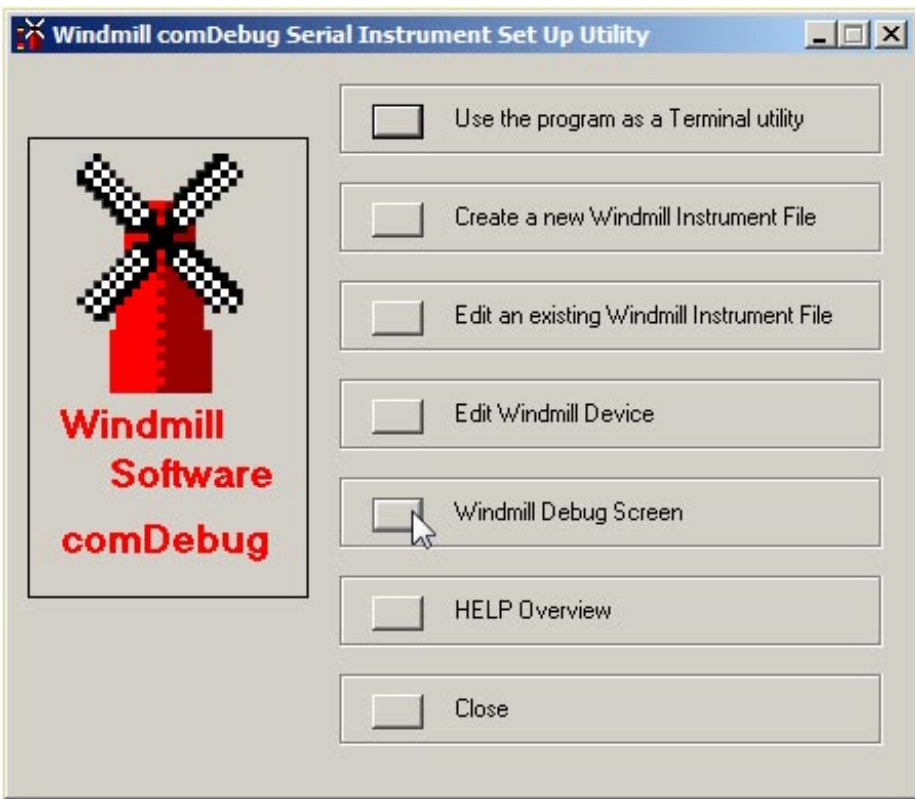 Windmill comDebug Serial Instrument Set Up Utility
Windmill
Software
comDebug
Use the program as a Terminal utility
Create a new Windmill Instrument File
Edit an existing Windmill Instrument File
Edit Windmill Device
Windmill Debug Screen
HELP Overview
Close